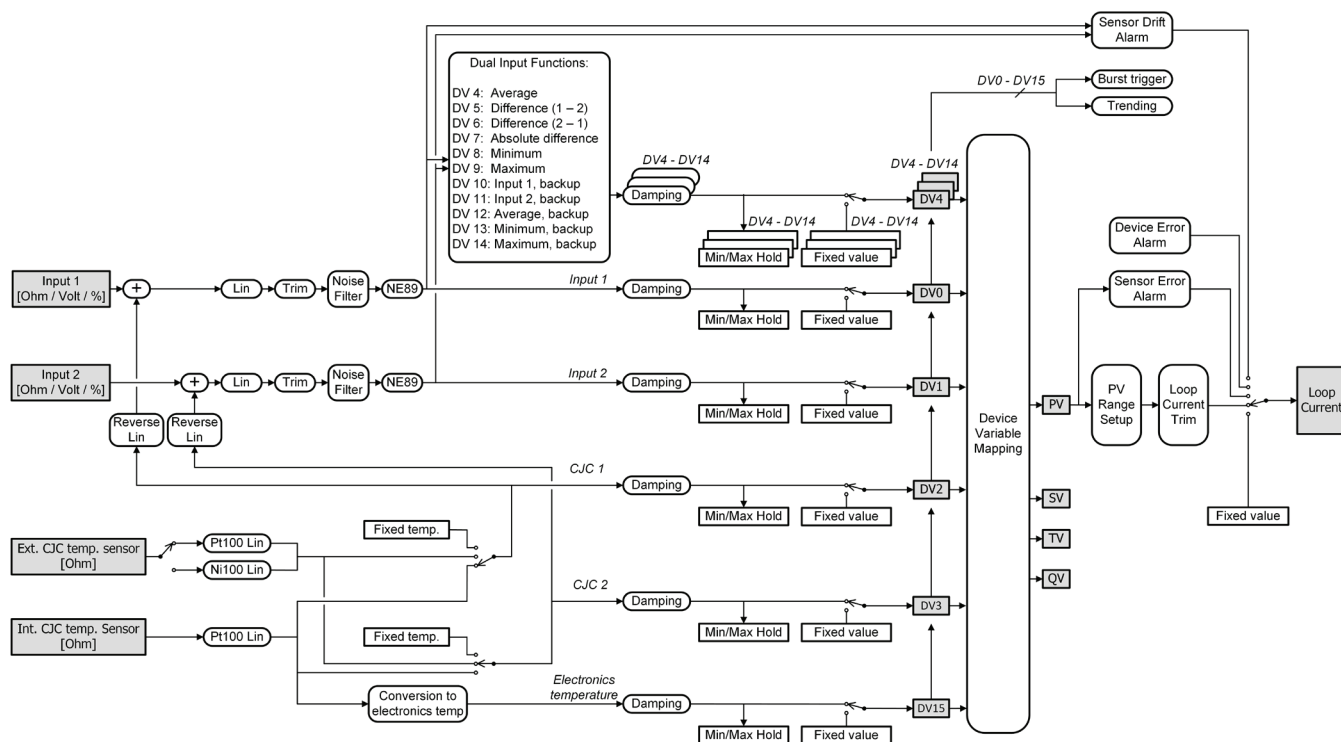 Sensor Drift
Alarm
Dual Input Functions:
DV 4: Average
DV 5: Difference (1 – 2)
DV 6: Difference (2 – 1)
DV 7: Absolute difference
DV 8: Minimum
DV 9: Maximum
DV 10: Input 1, backup
DV 11: Input 2, backup
DV 12: Average, backup
DV 13: Minimum, backup
DV 14: Maximum, backup
DV0 - DV15
Burst trigger
Trending
DV4 - DV14
Damping
DV4 - DV14
DV4
DV4 - DV14
Min/Max Hold
DV4 - DV14
Fixed value
Device Error
Alarm
Input 1
[Ohm / Volt / %]
+
Lin
Trim
Noise
Filter
NE89
Input 1
Damping
Min/Max Hold
Fixed value
DV0
Sensor Error
Alarm
Input 2
[Ohm / Volt / %]
+
Lin
Trim
Noise
Filter
NE89
Input 2
Damping
Min/Max Hold
Fixed value
DV1
Device
Variable
Mapping
PV
PV
Range
Setup
Loop
Current
Trim
Loop
Current
Reverse
Lin
Reverse
Lin
CJC 1
Damping
Min/Max Hold
Fixed value
DV2
SV
TV
QV
Fixed value
Ext. CJC temp. sensor
[Ohm]
Pt100 Lin
Ni100 Lin
Fixed temp.
CJC 2
Damping
Min/Max Hold
Fixed value
DV3
Int. CJC temp. Sensor
[Ohm]
Pt100 Lin
Fixed temp.
Conversion to
electronics temp
Electronics
temperature
Damping
Min/Max Hold
Fixed value
DV15